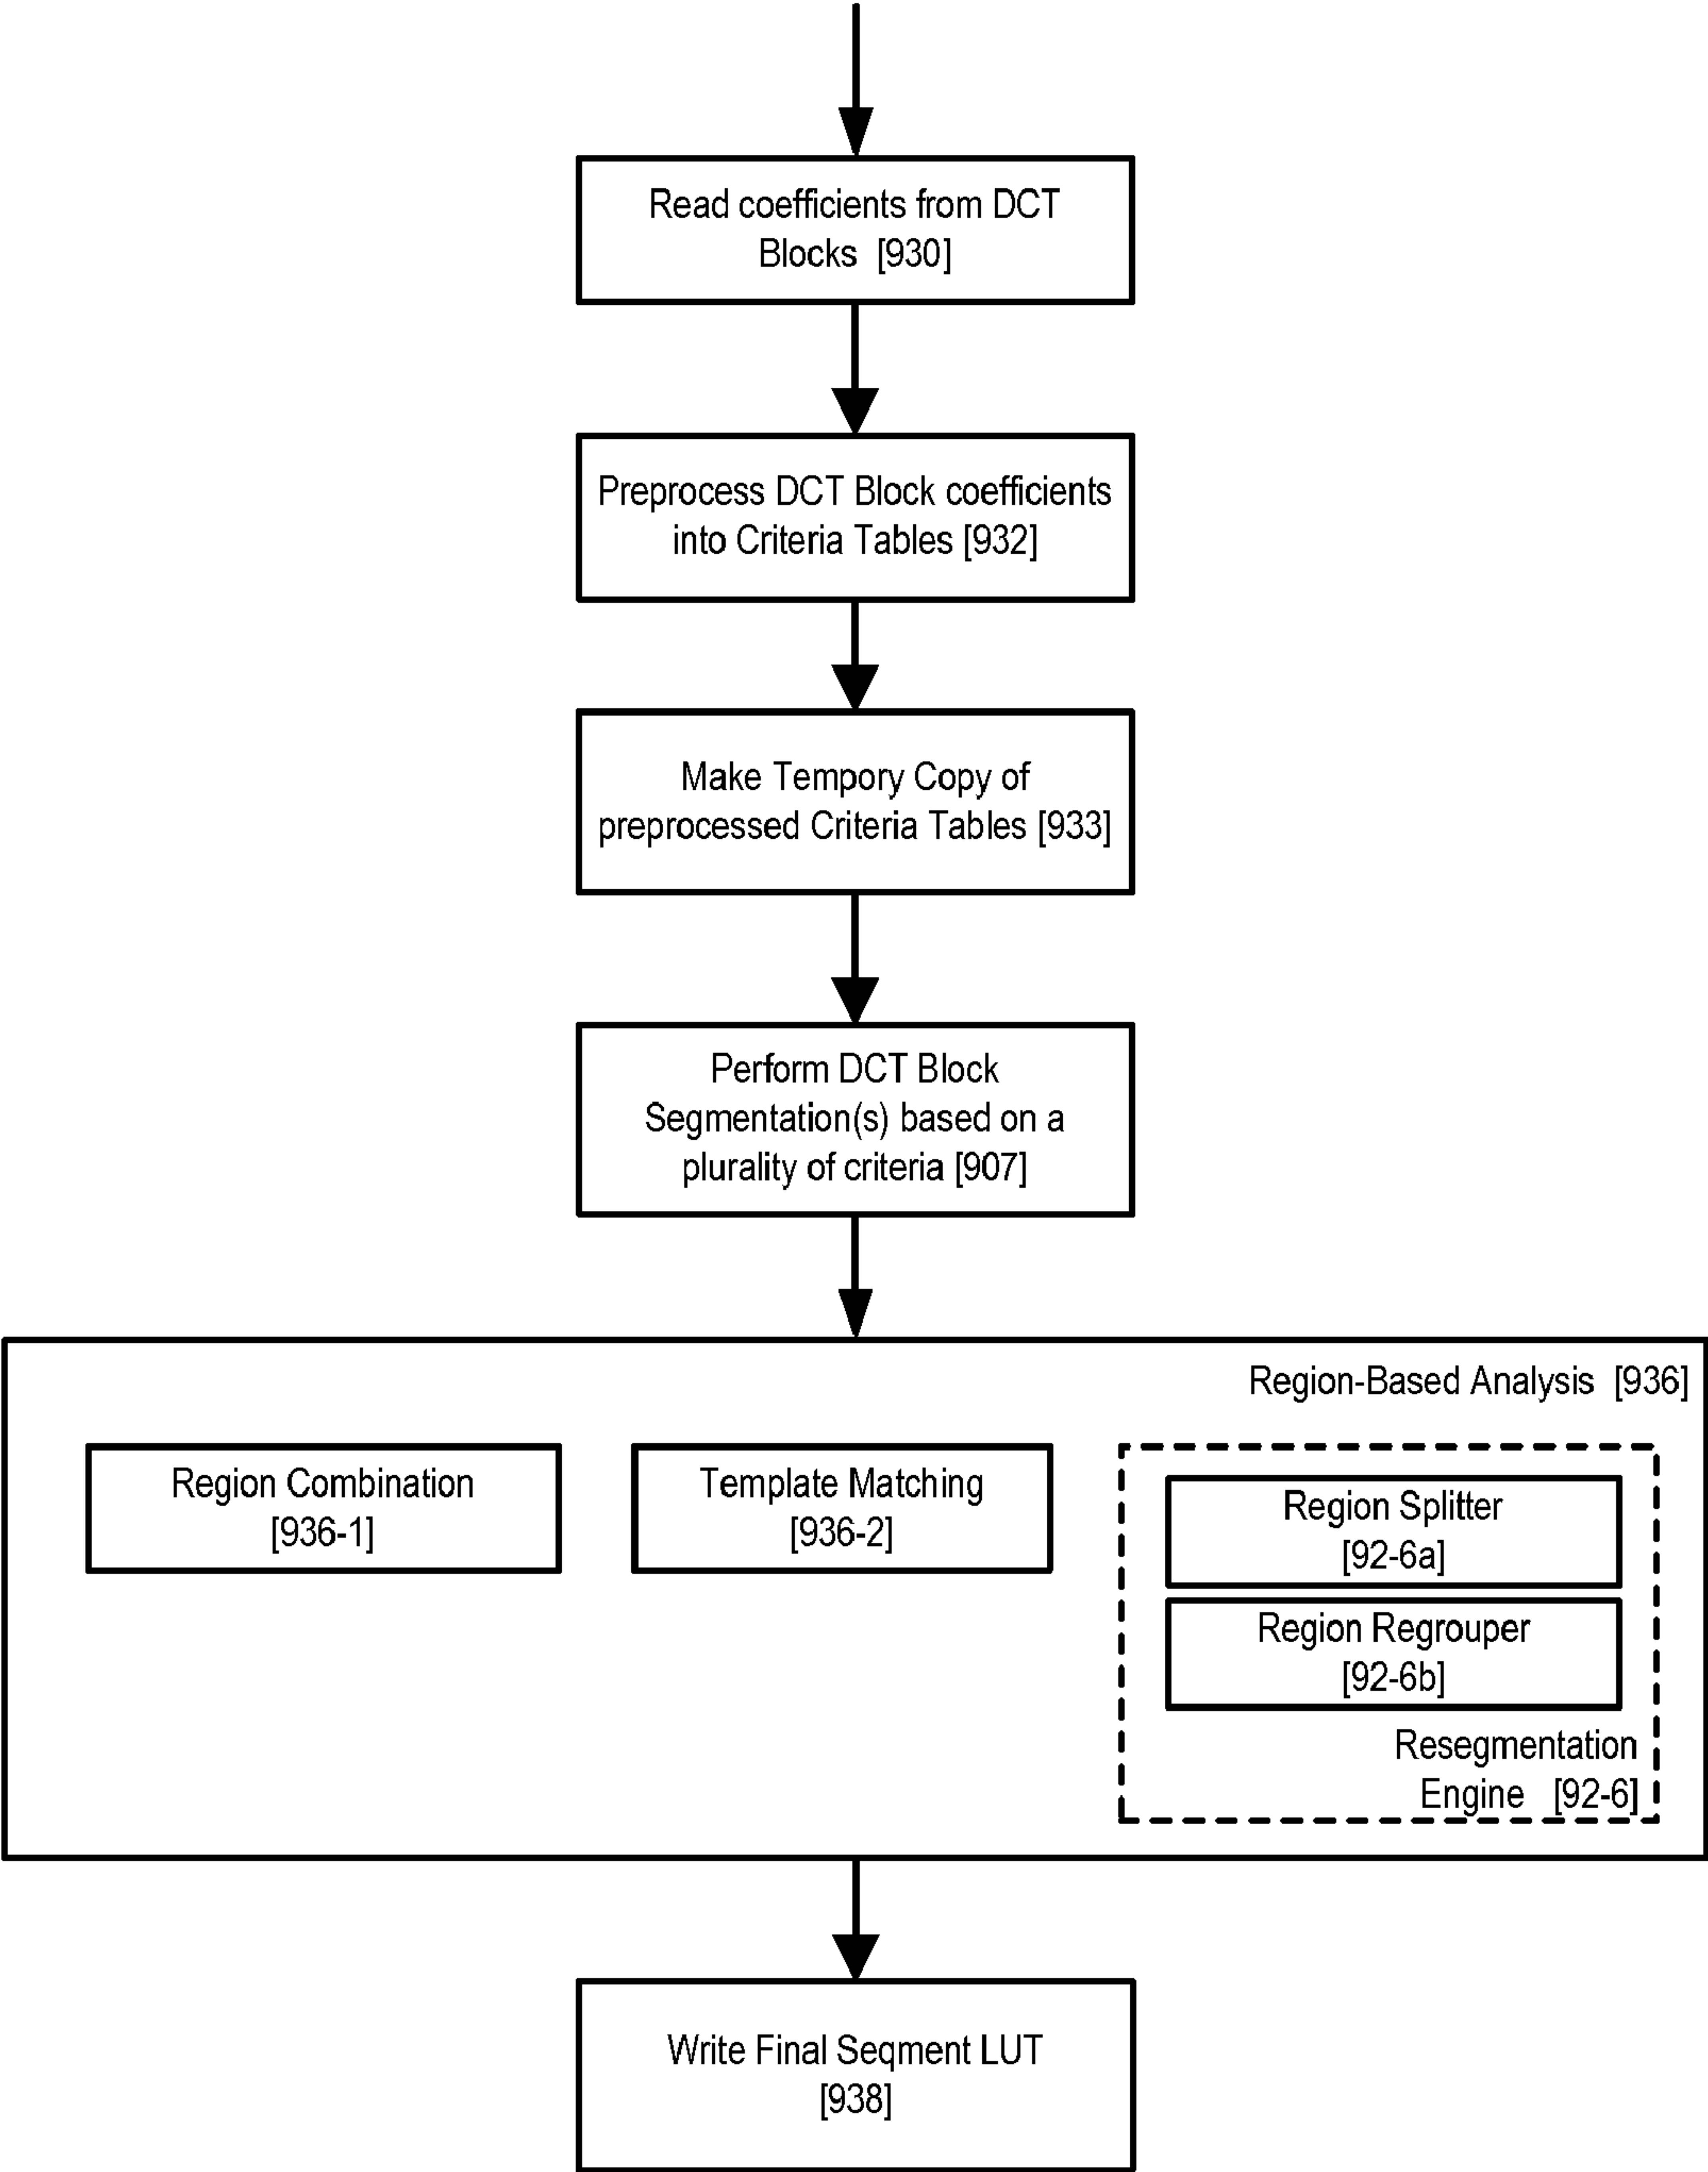 Read coefficients from DCT
Blocks [930]
Preprocess DCT Block coefficients
into Criteria Tables [932]
Make Tempory Copy of
preprocessed Criteria Tables [933]
Perform DCT Block
Segmentation(s) based on a
plurality of criteria [907]
Region-Based Analysis [936]
Region Combination
[936-1]
Template Matching
[936-2]
Region Splitter
[92-6a]
Region Regrouper
[92-6b]
Resegmentation
Engine [92-6]
Write Final Seqment LUT
[938]